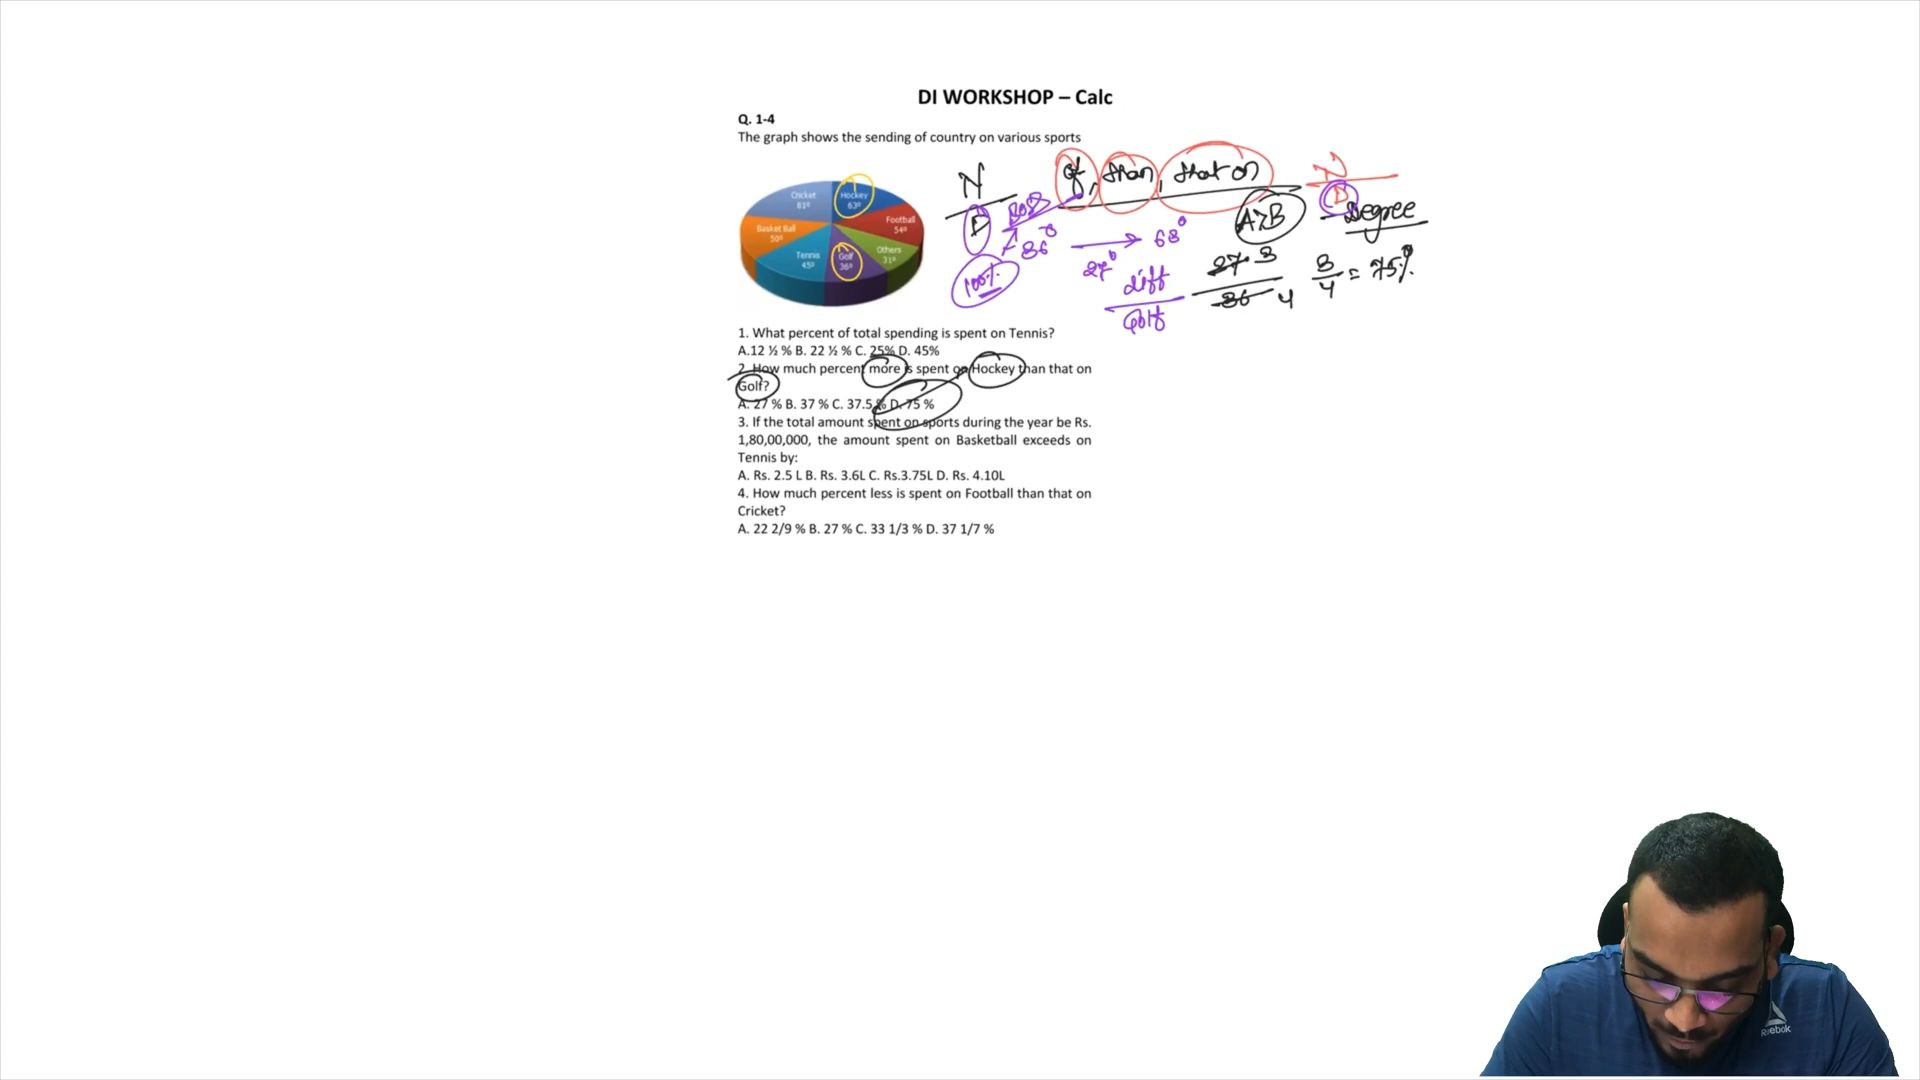 DI WORKSHOP – Calc
Q. 1-4
The graph shows the sending of country on various sports
Cricket
81º
Hockey
63º
Football
54º
Basket Ball
50º
Others
31º
Tennis
45º
Golf
36º
N
D
100%
80%
36°
27°
63°
of, than, that on
A>B
N
D
Degree
diff
Golf
27 3
36 4
3/4 = 75%
1. What percent of total spending is spent on Tennis?
A.12 ½ % B. 22 ½ % C. 25% D. 45%
2. How much percent more is spent on Hockey than that on
Golf?
A. 27 % B. 37 % C. 37.5 % D. 75 %
3. If the total amount spent on sports during the year be Rs.
1,80,00,000, the amount spent on Basketball exceeds on
Tennis by:
A. Rs. 2.5 L B. Rs. 3.6L C. Rs.3.75L D. Rs. 4.10L
4. How much percent less is spent on Football than that on
Cricket?
A. 22 2/9 % B. 27 % C. 33 1/3 % D. 37 1/7 %
Reebok